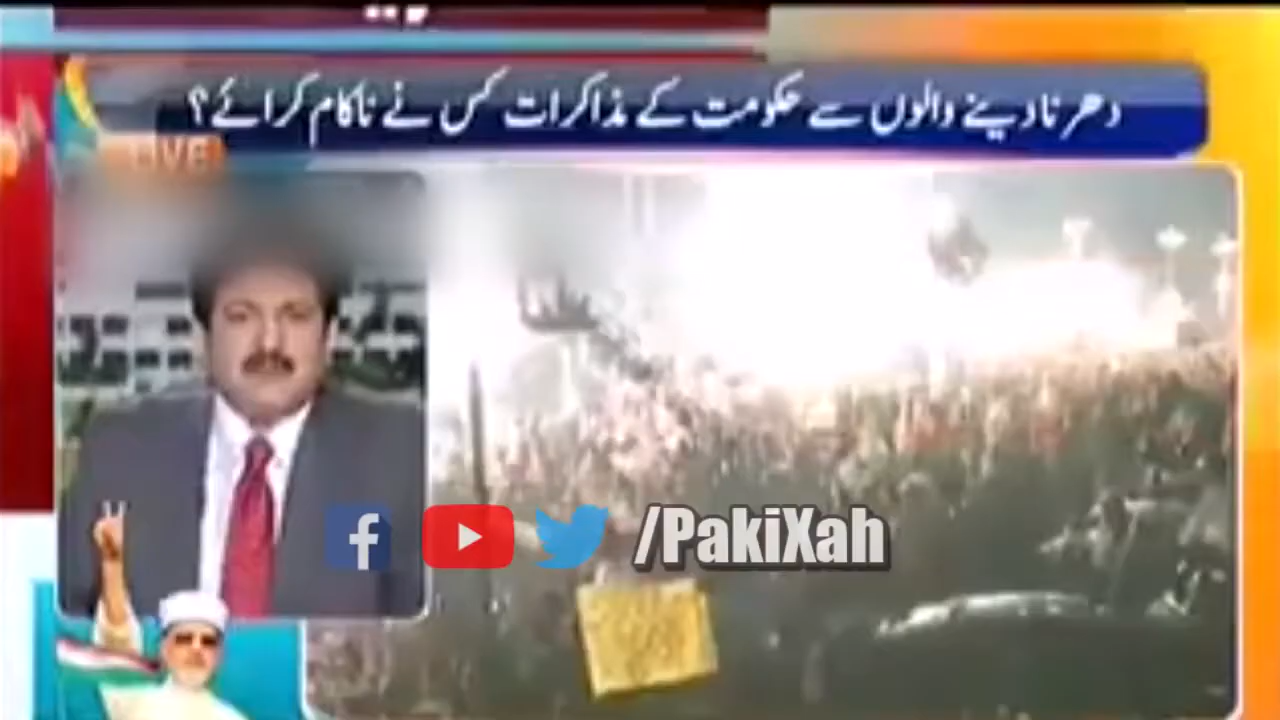 دھرنا دینے والوں سے حکومت کے مذاکرات کس نے ناکام کرائے؟
LIVE
/PakiXah